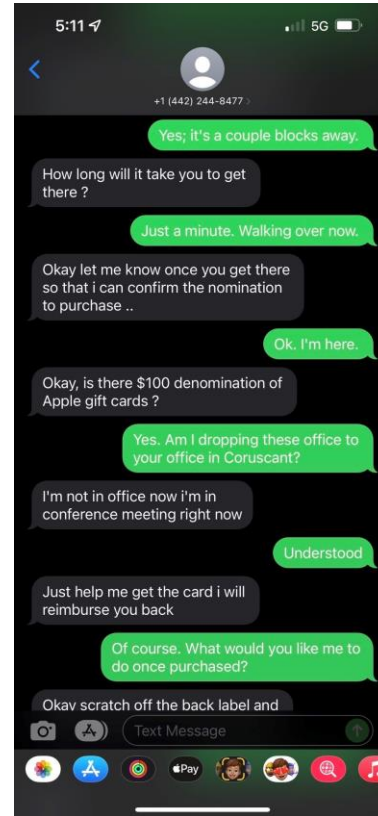 5:11
5G
+1 (442) 244-8477
Yes; it's a couple blocks away.
How long will it take you to get
there ?
Just a minute. Walking over now.
Okay let me know once you get there
so that i can confirm the nomination
to purchase ..
Ok. I'm here.
Okay, is there $100 denomination of
Apple gift cards ?
Yes. Am I dropping these office to
your office in Coruscant?
I'm not in office now i'm in
conference meeting right now
Understood
Just help me get the card i will
reimburse you back
Of course. What would you like me to
do once purchased?
Okay scratch off the back label and
Text Message
Pay